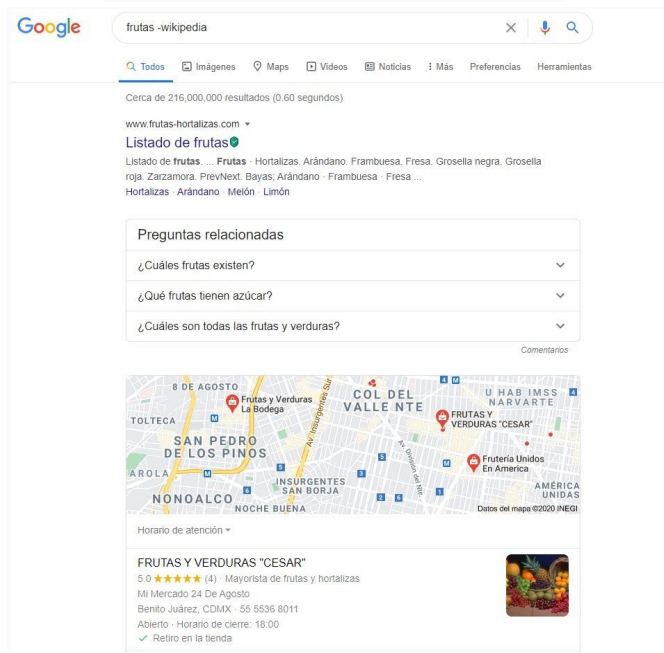 Google
frutas -wikipedia
Todos Imágenes Maps Videos Noticias Más Preferencias Herramientas
Cerca de 216,000,000 resultados (0.60 segundos)
www.frutas-hortalizas.com
Listado de frutas
Listado de frutas. ... Frutas · Hortalizas. Arándano. Frambuesa. Fresa. Grosella negra. Grosella
roja. Zarzamora. PrevNext. Bayas; Arándano · Frambuesa · Fresa ...
Hortalizas · Arándano · Melón · Limón
Preguntas relacionadas
¿Cuáles frutas existen?
¿Qué frutas tienen azúcar?
¿Cuáles son todas las frutas y verduras?
Comentarios
8 DE AGOSTO
Frutas y Verduras
La Bodega
Av. Insurgentes Sur
COL DEL
VALLE NTE
U HAB IMSS
NARVARTE
TOLTECA
FRUTAS Y
VERDURAS "CESAR"
SAN PEDRO
DE LOS PINOS
Av. División del Nte
Frutería Unidos
En America
AROLA
INSURGENTES
SAN BORJA
AMÉRICA
UNIDAS
NONOALCO
NOCHE BUENA
Datos del mapa ©2020 INEGI
Horario de atención
FRUTAS Y VERDURAS "CESAR"
5.0 (4) · Mayorista de frutas y hortalizas
Mi Mercado 24 De Agosto
Benito Juárez, CDMX · 55 5536 8011
Abierto · Horario de cierre: 18:00
Retiro en la tienda